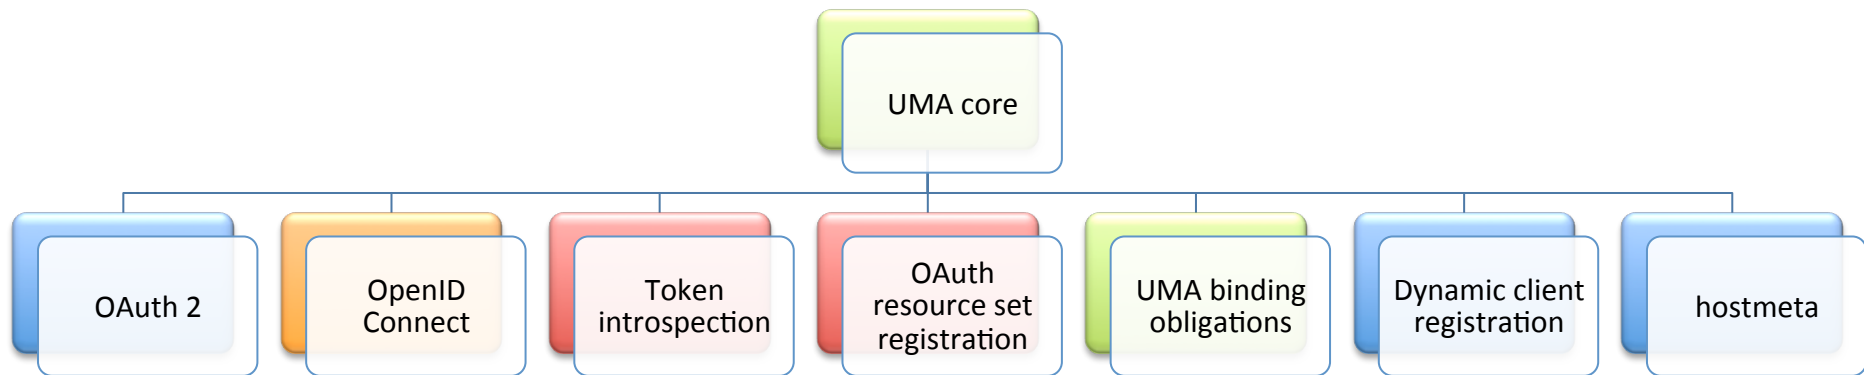 UMA core
OAuth 2
OpenID
Connect
Token
introspection
OAuth
resource set
registration
UMA binding
obligations
Dynamic client
registration
hostmeta